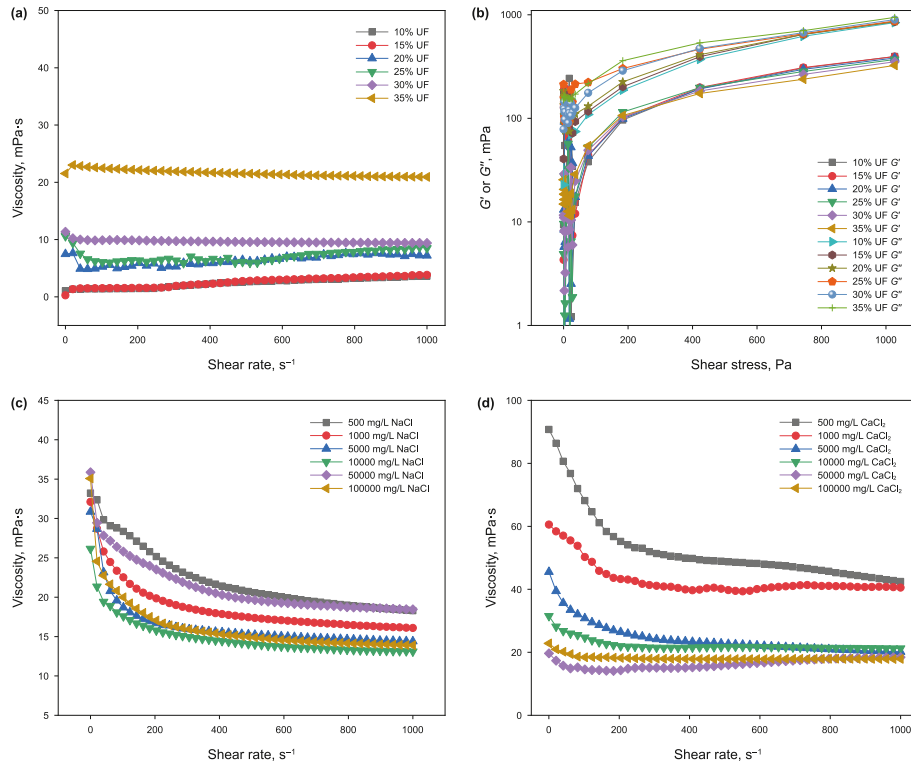 (a)
60
50
40
30
20
10
0
Viscosity, mPa·s
10% UF
15% UF
20% UF
25% UF
30% UF
35% UF
0
200
400
600
800
1000
Shear rate, s⁻¹
(b)
1000
100
10
1
G′ or G″, mPa
10% UF G′
15% UF G′
20% UF G′
25% UF G′
30% UF G′
35% UF G′
10% UF G″
15% UF G″
20% UF G″
25% UF G″
30% UF G″
35% UF G″
0
200
400
600
800
1000
Shear stress, Pa
(c)
45
40
35
30
25
20
15
10
5
Viscosity, mPa·s
500 mg/L NaCl
1000 mg/L NaCl
5000 mg/L NaCl
10000 mg/L NaCl
50000 mg/L NaCl
100000 mg/L NaCl
0
200
400
600
800
1000
Shear rate, s⁻¹
(d)
100
80
60
40
20
0
Viscosity, mPa·s
500 mg/L CaCl₂
1000 mg/L CaCl₂
5000 mg/L CaCl₂
10000 mg/L CaCl₂
50000 mg/L CaCl₂
100000 mg/L CaCl₂
0
200
400
600
800
1000
Shear rate, s⁻¹